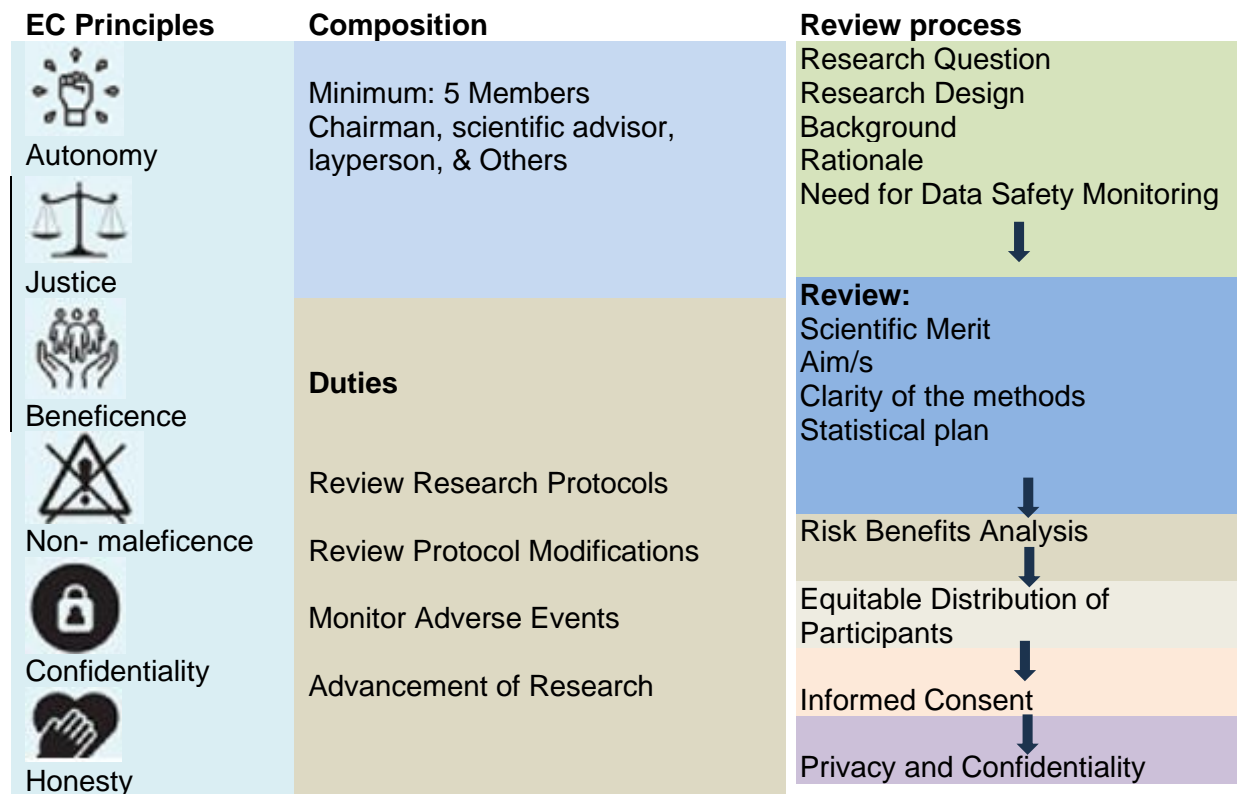 EC Principles
Autonomy
Justice
Beneficence
Non- maleficence
Confidentiality
Honesty
Composition
Minimum: 5 Members
Chairman, scientific advisor,
layperson, & Others
Duties
Review Research Protocols
Review Protocol Modifications
Monitor Adverse Events
Advancement of Research
Review process
Research Question
Research Design
Background
Rationale
Need for Data Safety Monitoring
Review:
Scientific Merit
Aim/s
Clarity of the methods
Statistical plan
Risk Benefits Analysis
Equitable Distribution of
Participants
Informed Consent
Privacy and Confidentiality